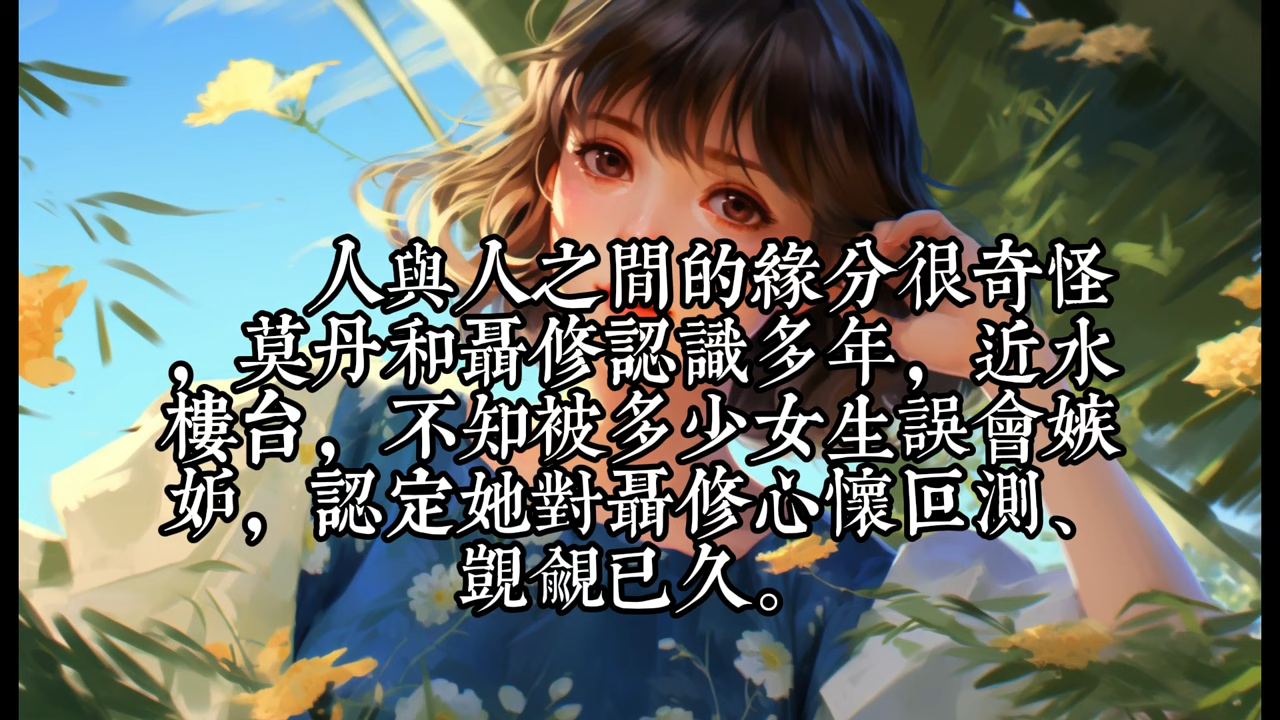 人與人之間的緣分很奇怪
，莫丹和聶修認識多年，近水
樓台，不知被多少女生誤會嫉
妒，認定她對聶修心懷叵測、
覬覦已久。